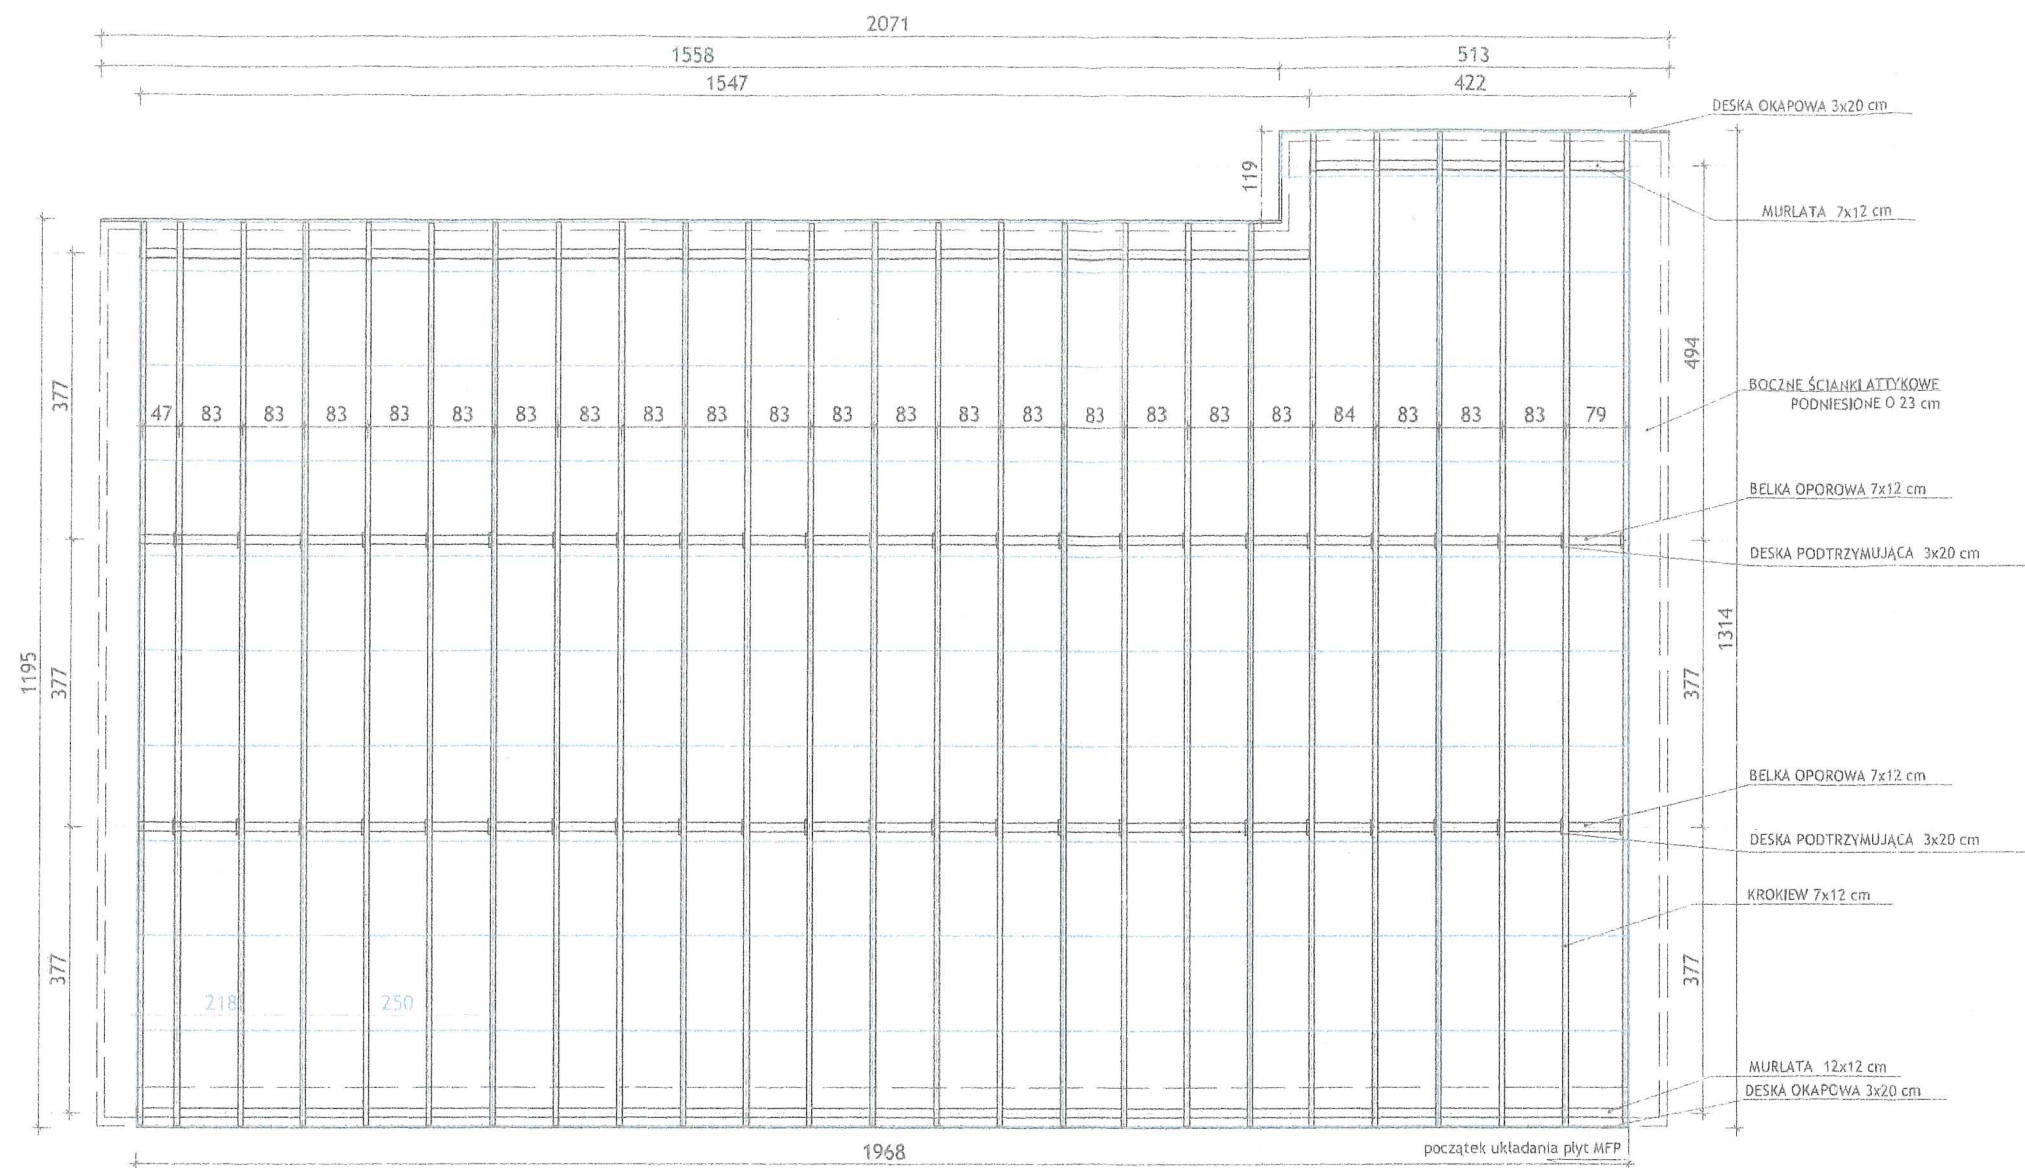 2071
1558
513
1547
422
DESKA OKAPOWA 3x20 cm
119
MURLATA 7x12 cm
494
377
BOCZNE ŚCIANKI ATTYKOWE
PODNIESIONE O 23 cm
47 83 83 83 83 83 83 83 83 83 83 83 83 83 83 83 83 83 83 84 83 83 83 79
BELKA OPOROWA 7x12 cm
DESKA PODTRZYMUJĄCA 3x20 cm
1314
1195
377
377
BELKA OPOROWA 7x12 cm
DESKA PODTRZYMUJĄCA 3x20 cm
KROKIEW 7x12 cm
377
377
218
250
MURLATA 12x12 cm
DESKA OKAPOWA 3x20 cm
początek układania płyt MFP
1968